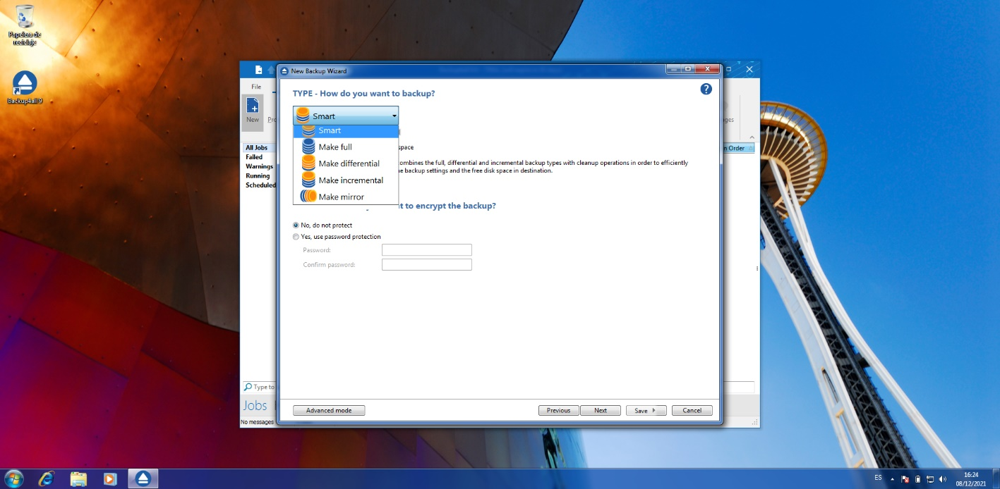 Papelera de
reciclaje
Backup4all 9
New Backup Wizard
File
New
All Jobs
Failed
Warnings
Running
Scheduled
TYPE - How do you want to backup?
Smart
Smart
Make full
Make differential
Make incremental
Make mirror
space
combines the full, differential and incremental backup types with cleanup operations in order to efficiently
backup settings and the free disk space in destination.
to encrypt the backup?
No, do not protect
Yes, use password protection
Password:
Confirm password:
Order
Type to
Jobs
No messages
Advanced mode
Previous
Next
Save
Cancel
ES
16:24
08/12/2021